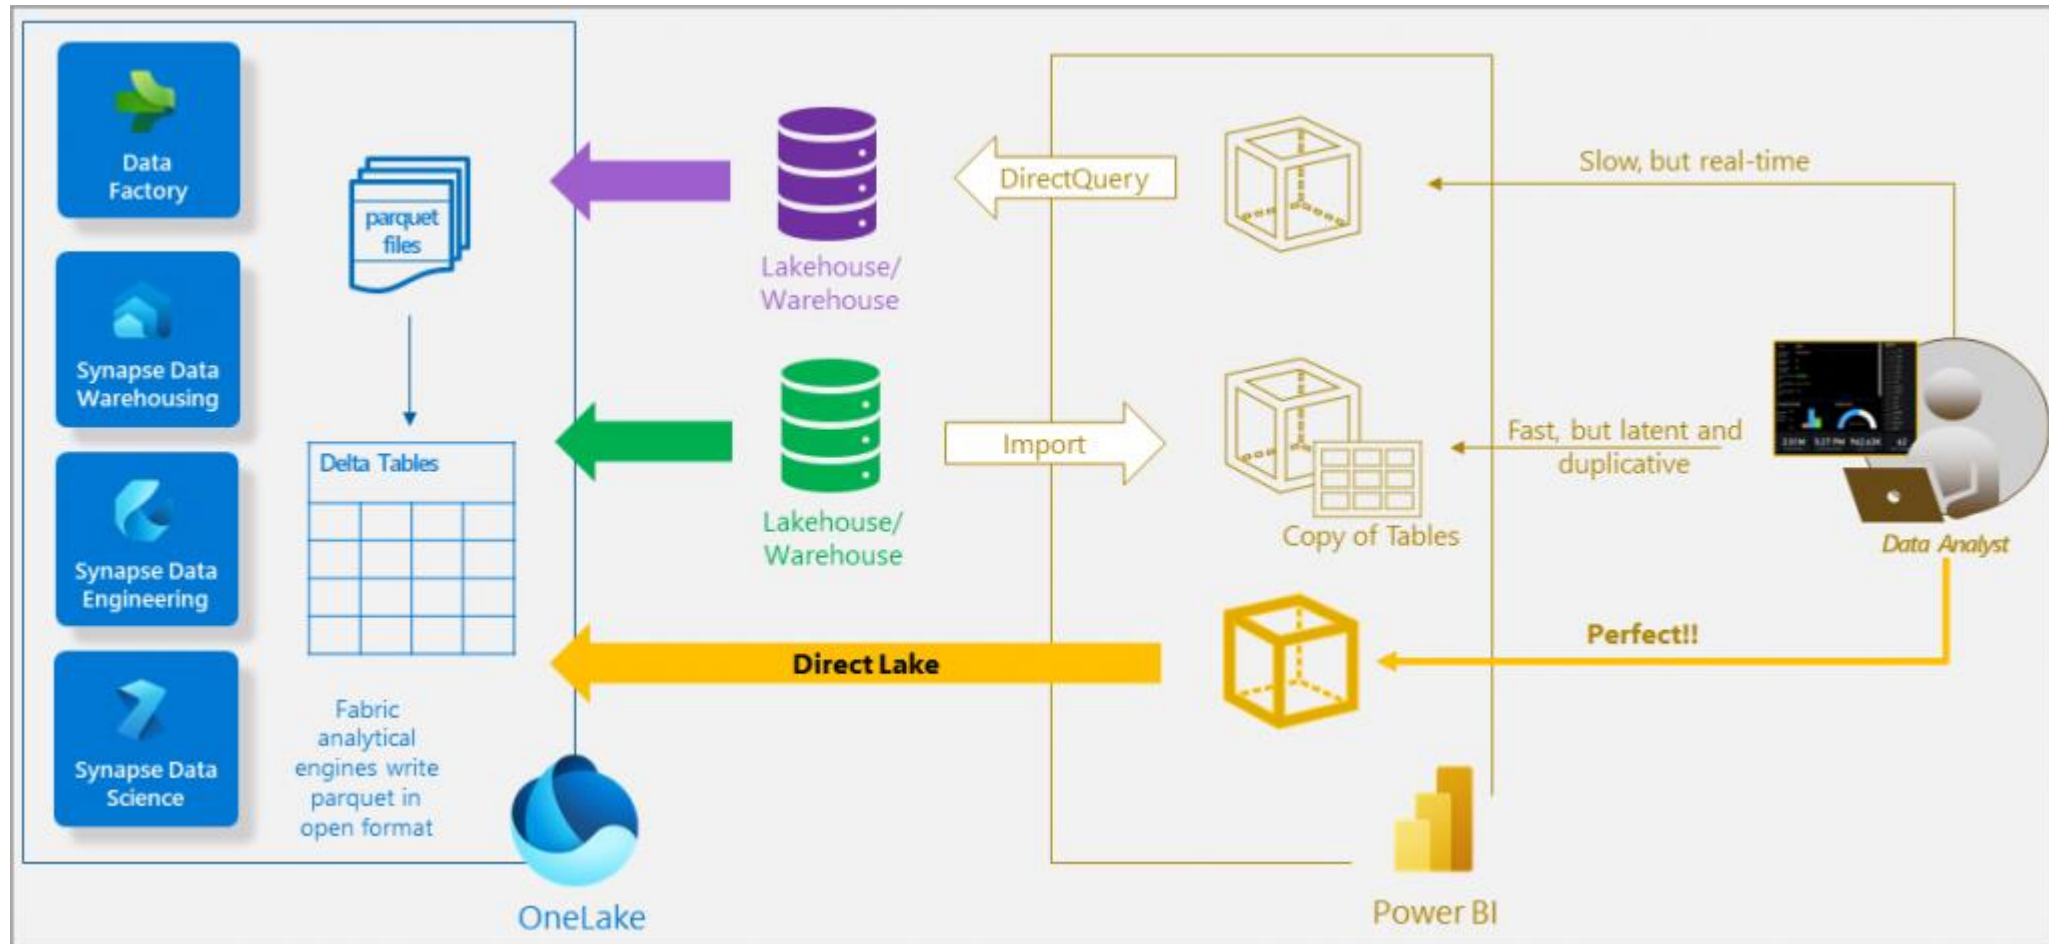 Data
Factory
Synapse Data
Warehousing
Synapse Data
Engineering
Synapse Data
Science
parquet
files
Delta Tables
Fabric
analytical
engines write
parquet in
open format
OneLake
Lakehouse/
Warehouse
Lakehouse/
Warehouse
DirectQuery
Import
Direct Lake
Copy of Tables
Power BI
Slow, but real-time
Fast, but latent and
duplicative
Perfect!!
Data Analyst